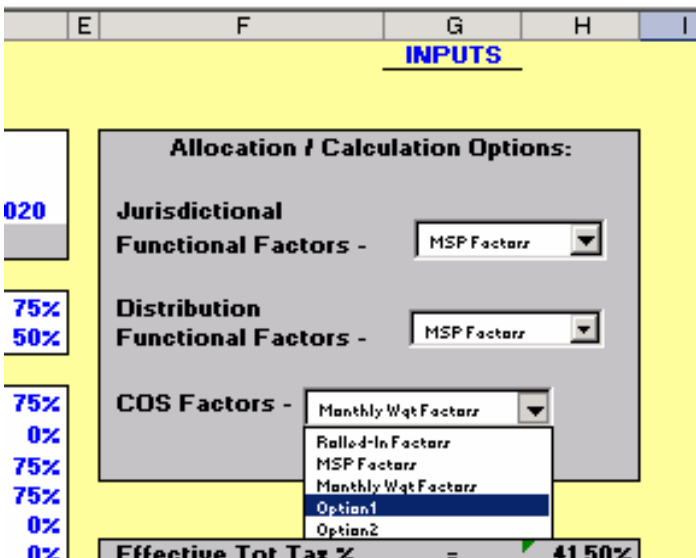 E F G H I
INPUTS
Allocation / Calculation Options:
020
Jurisdictional
Functional Factors - MSP Factors
75%
Distribution
50%
Functional Factors - MSP Factors
75%
COS Factors - Monthly Wgt Factors
0%
Rolled-In Factors
75%
MSP Factors
75%
Monthly Wgt Factors
Option1
0%
Option2
0%
Effective Tot Tax % = 41.50%